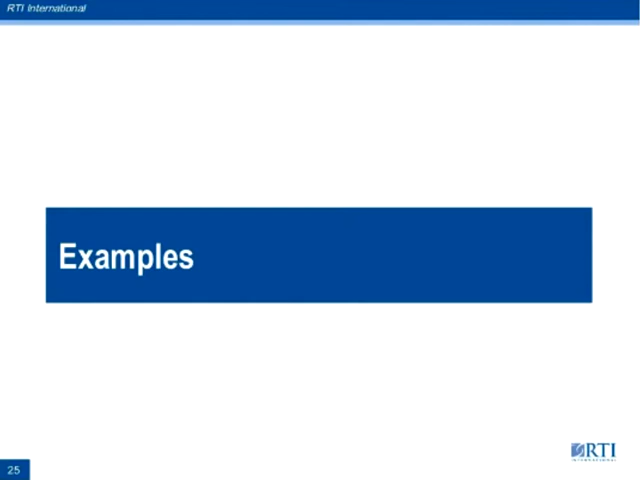 RTI International
Examples
RTI
INTERNATIONAL
25